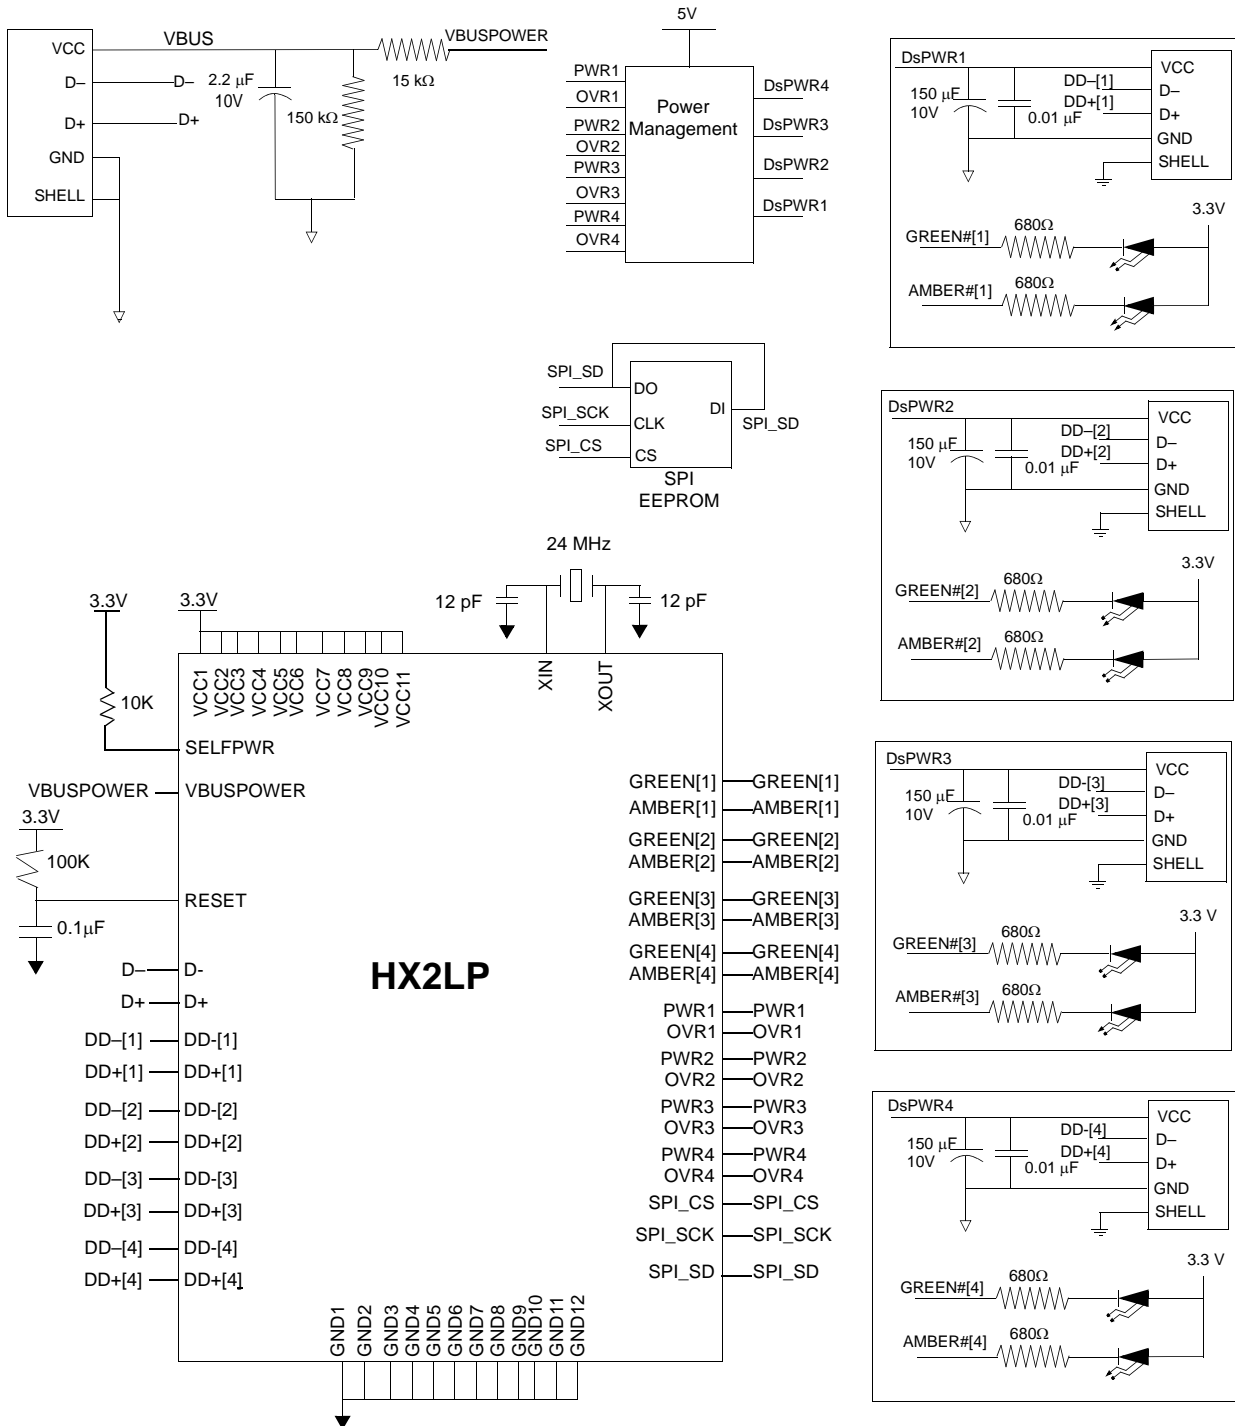 VCC
D–
D+
GND
SHELL
VBUS
VBUSPOWER
D–
D+
2.2 µF
10V
150 kΩ
15 kΩ
5V
PWR1
OVR1
PWR2
OVR2
PWR3
OVR3
PWR4
OVR4
Power
Management
DsPWR4
DsPWR3
DsPWR2
DsPWR1
DsPWR1
150 µF
10V
0.01 µF
DD–[1]
DD+[1]
VCC
D–
D+
GND
SHELL
3.3V
680Ω
GREEN#[1]
680Ω
AMBER#[1]
SPI_SD
SPI_SCK
SPI_CS
DO
CLK
CS
DI
SPI_SD
SPI
EEPROM
DsPWR2
150 µF
10V
0.01 µF
DD–[2]
DD+[2]
VCC
D–
D+
GND
SHELL
3.3V
680Ω
GREEN#[2]
680Ω
AMBER#[2]
24 MHz
12 pF
12 pF
3.3V
3.3V
10K
VCC1
VCC2
VCC3
VCC4
VCC5
VCC6
VCC7
VCC8
VCC9
VCC10
VCC11
XIN
XOUT
SELFPWR
VBUSPOWER
VBUSPOWER
3.3V
100K
RESET
0.1µF
HX2LP
D–
D-
D+
D+
DD–[1]
DD-[1]
DD+[1]
DD+[1]
DD–[2]
DD-[2]
DD+[2]
DD+[2]
DD–[3]
DD-[3]
DD+[3]
DD+[3]
DD–[4]
DD-[4]
DD+[4]
DD+[4]
GREEN[1]
GREEN[1]
AMBER[1]
AMBER[1]
GREEN[2]
GREEN[2]
AMBER[2]
AMBER[2]
GREEN[3]
GREEN[3]
AMBER[3]
AMBER[3]
GREEN[4]
GREEN[4]
AMBER[4]
AMBER[4]
PWR1
PWR1
OVR1
OVR1
PWR2
PWR2
OVR2
OVR2
PWR3
PWR3
OVR3
OVR3
PWR4
PWR4
OVR4
OVR4
SPI_CS
SPI_CS
SPI_SCK
SPI_SCK
SPI_SD
SPI_SD
GND1
GND2
GND3
GND4
GND5
GND6
GND7
GND8
GND9
GND10
GND11
GND12
DsPWR3
150 µF
10V
0.01 µF
DD-[3]
DD+[3]
VCC
D–
D+
GND
SHELL
3.3 V
680Ω
GREEN#[3]
680Ω
AMBER#[3]
DsPWR4
150 µF
10V
0.01 µF
DD-[4]
DD+[4]
VCC
D–
D+
GND
SHELL
3.3 V
680Ω
GREEN#[4]
680Ω
AMBER#[4]